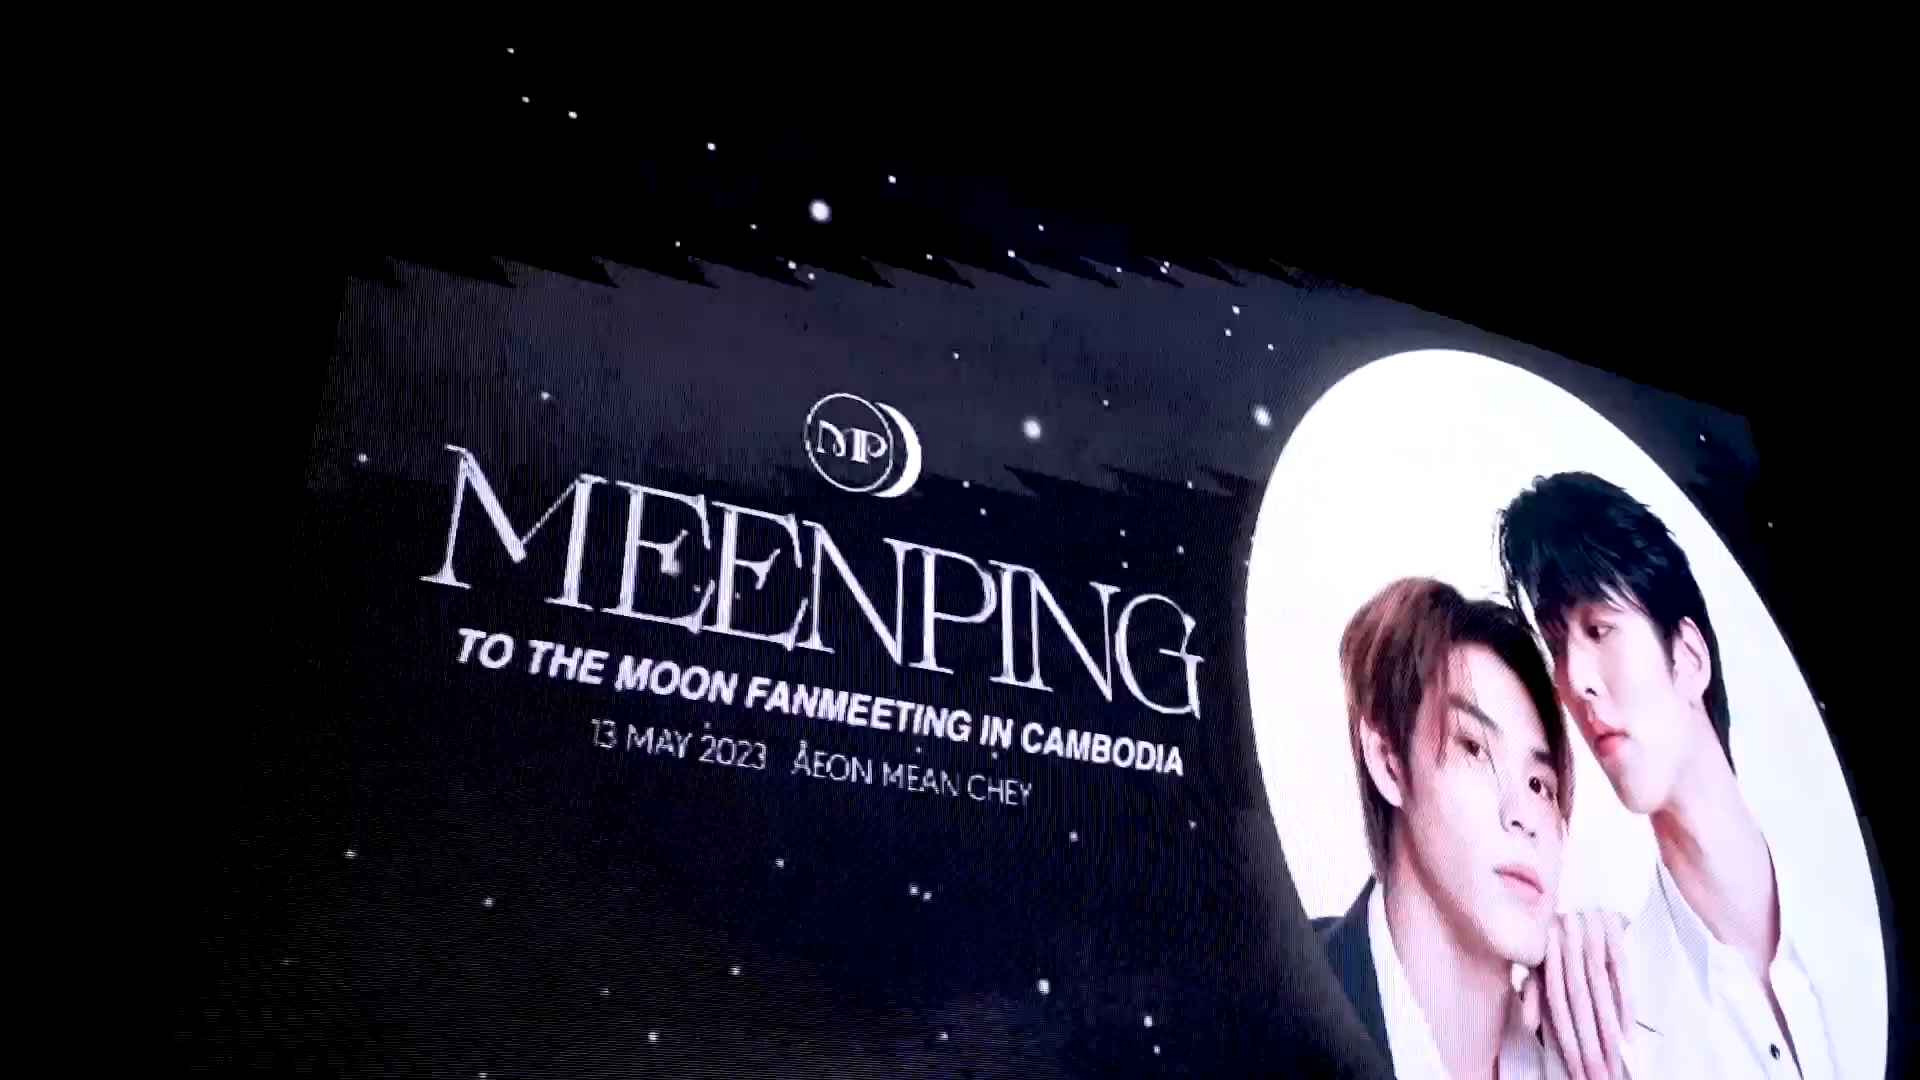 MP
MEENPING
TO THE MOON FANMEETING IN CAMBODIA
13 MAY 2023 AEON MEAN CHEY